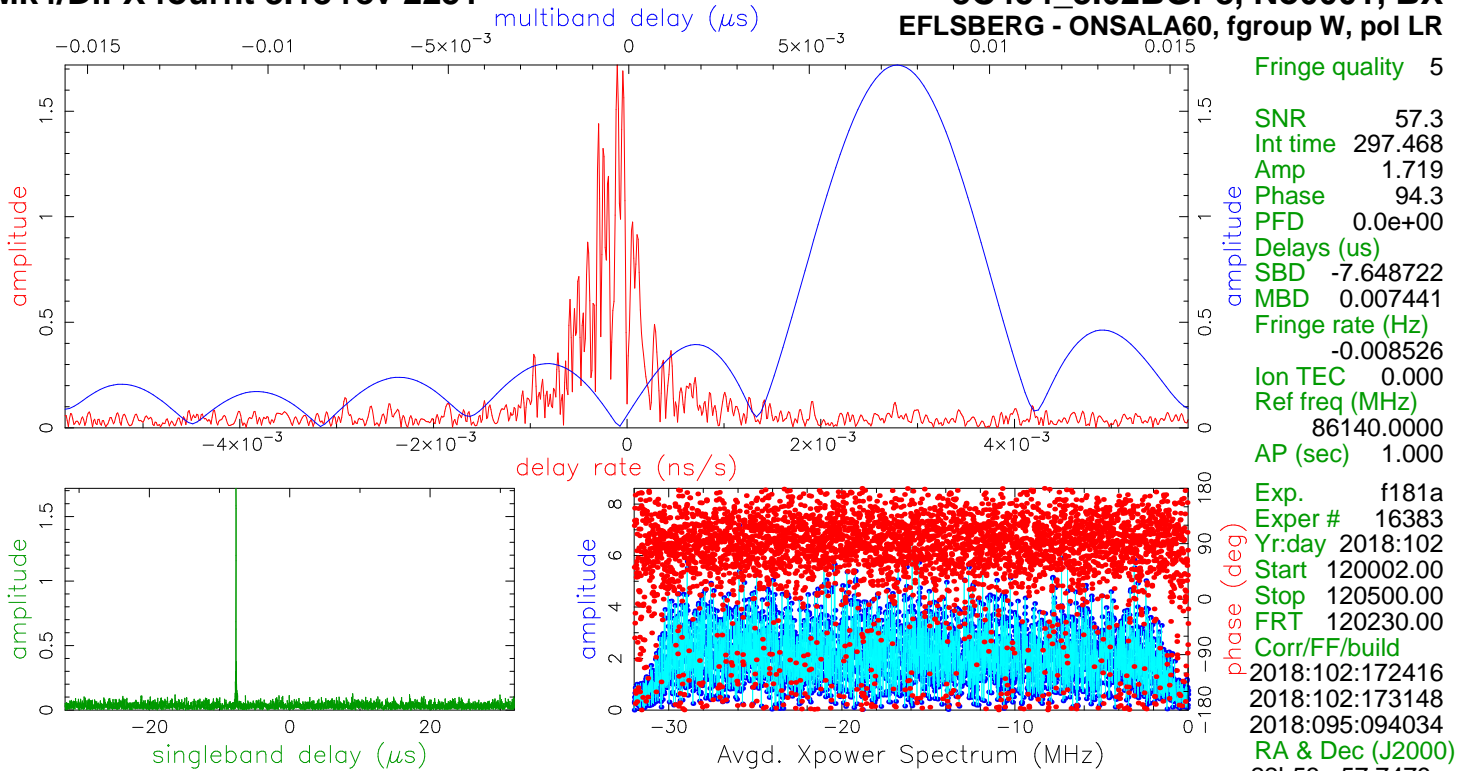 multiband delay (μs)
EFLSBERG - ONSALA60, fgroup W, pol LR
−0.015 −0.01 −5×10⁻³ 0 5×10⁻³ 0.01 0.015
amplitude
0 0.5 1 1.5
amplitude
0 0.5 1 1.5
−4×10⁻³ −2×10⁻³ 0 2×10⁻³ 4×10⁻³
delay rate (ns/s)
amplitude
0 0.5 1 1.5
−20 0 20
singleband delay (μs)
amplitude
0 2 4 6 8
phase (deg)
−180 −90 0 90 180
−30 −20 −10 0
Avgd. Xpower Spectrum (MHz)
Fringe quality 5
SNR 57.3
Int time 297.468
Amp 1.719
Phase 94.3
PFD 0.0e+00
Delays (us)
SBD -7.648722
MBD 0.007441
Fringe rate (Hz)
-0.008526
Ion TEC 0.000
Ref freq (MHz)
86140.0000
AP (sec) 1.000
Exp. f181a
Exper # 16383
Yr:day 2018:102
Start 120002.00
Stop 120500.00
FRT 120230.00
Corr/FF/build
2018:102:172416
2018:102:173148
2018:095:094034
RA & Dec (J2000)